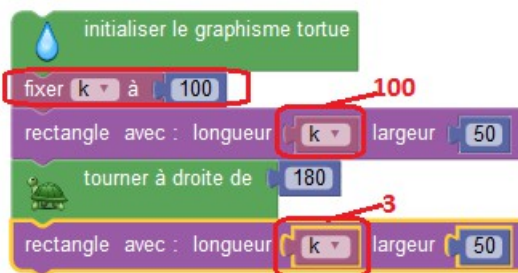 initialiser le graphisme tortue
fixer k à 100
100
rectangle avec : longueur k largeur 50
tourner à droite de 180
3
rectangle avec : longueur k largeur 50